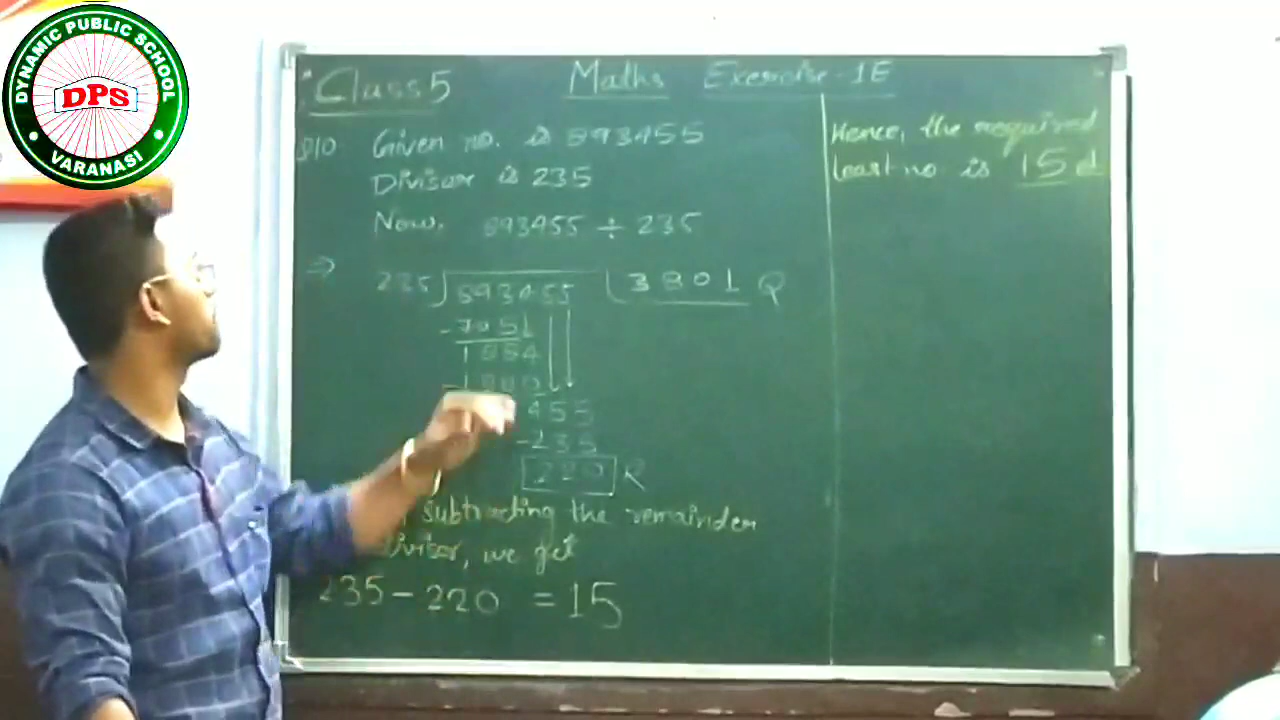 DYNAMIC PUBLIC SCHOOL
DPS
VARANASI
Class 5
Maths Exercise-1E
Q10 Given no. is 893455
Divisor is 235
Now, 893455 ÷ 235
⇒ 235 ) 893455 ( 3801 Q
-705
1884
-1880
455
-235
220 R
subtracting the remainder
divisor, we get
235 - 220 = 15
Hence, the required
least no. is 15